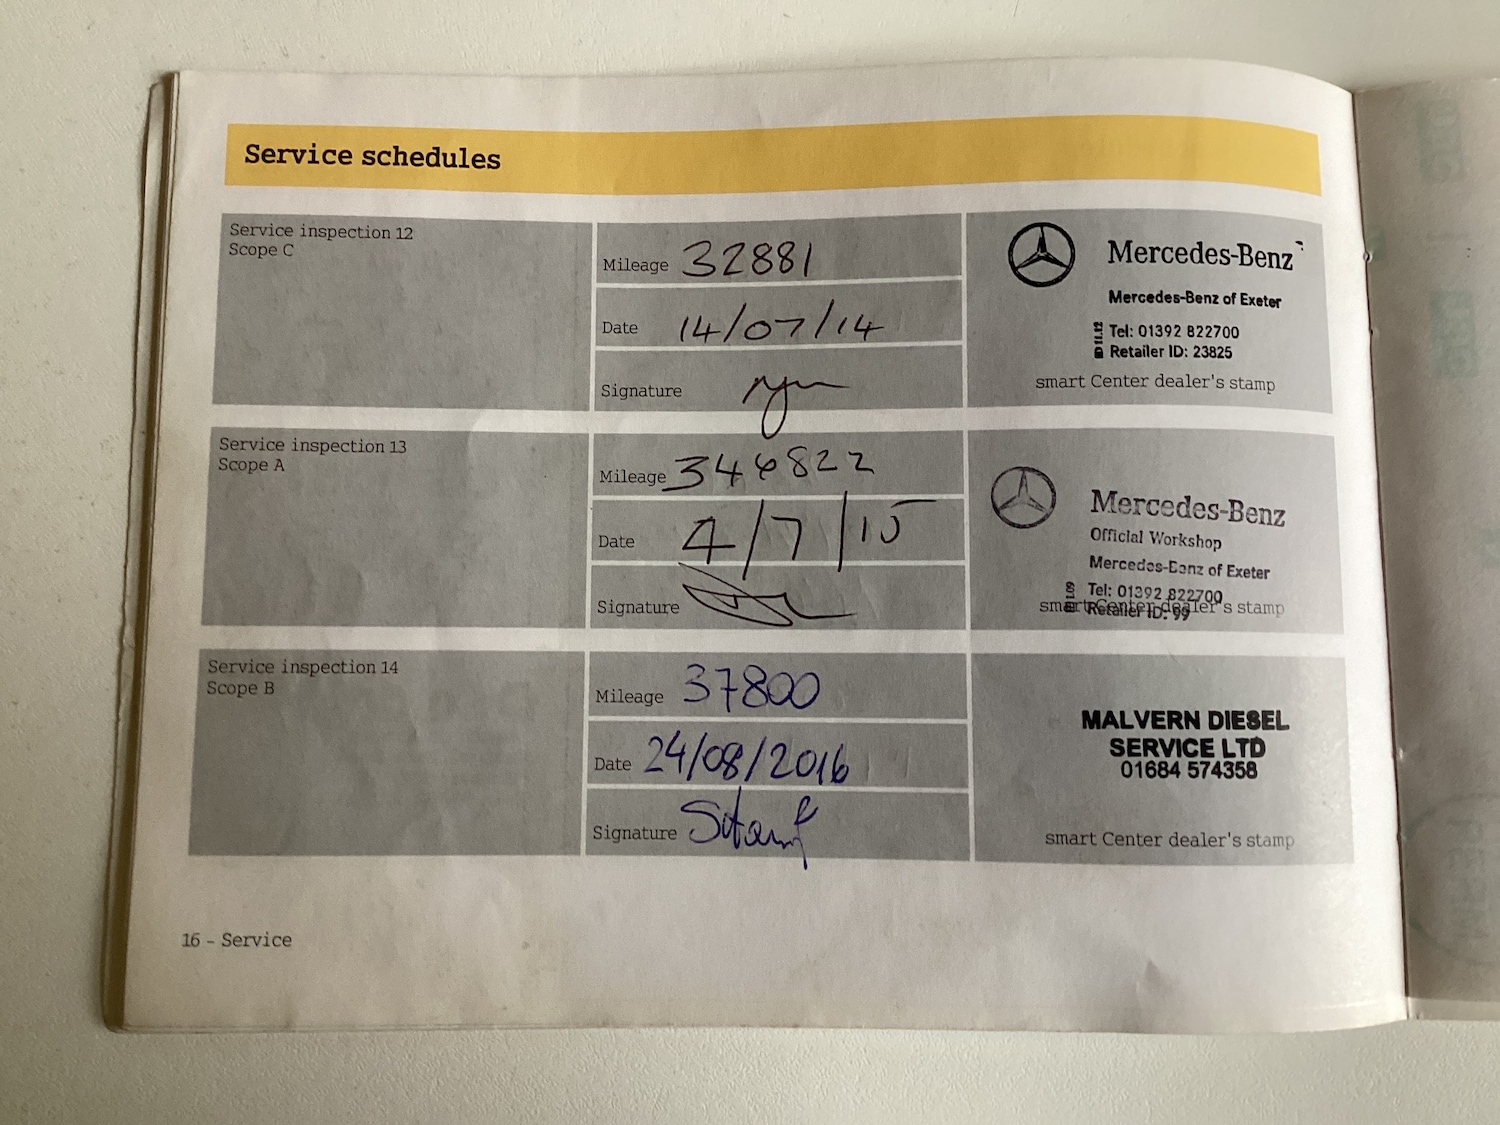 Service schedules
Service inspection 12
Scope C
Mileage 32881
Date 14/07/14
Signature
Mercedes-Benz
Mercedes-Benz of Exeter
Tel: 01392 822700
Retailer ID: 23825
smart Center dealer's stamp
Service inspection 13
Scope A
Mileage
Date 4/7/15
Signature
Mercedes-Benz
Official Workshop
Mercedes-Benz of Exeter
Tel: 01392 822700
Retailer ID: 99
smart Center dealer's stamp
Service inspection 14
Scope B
Mileage 37800
Date 24/08/2016
Signature
MALVERN DIESEL
SERVICE LTD
01684 574358
smart Center dealer's stamp
16 - Service